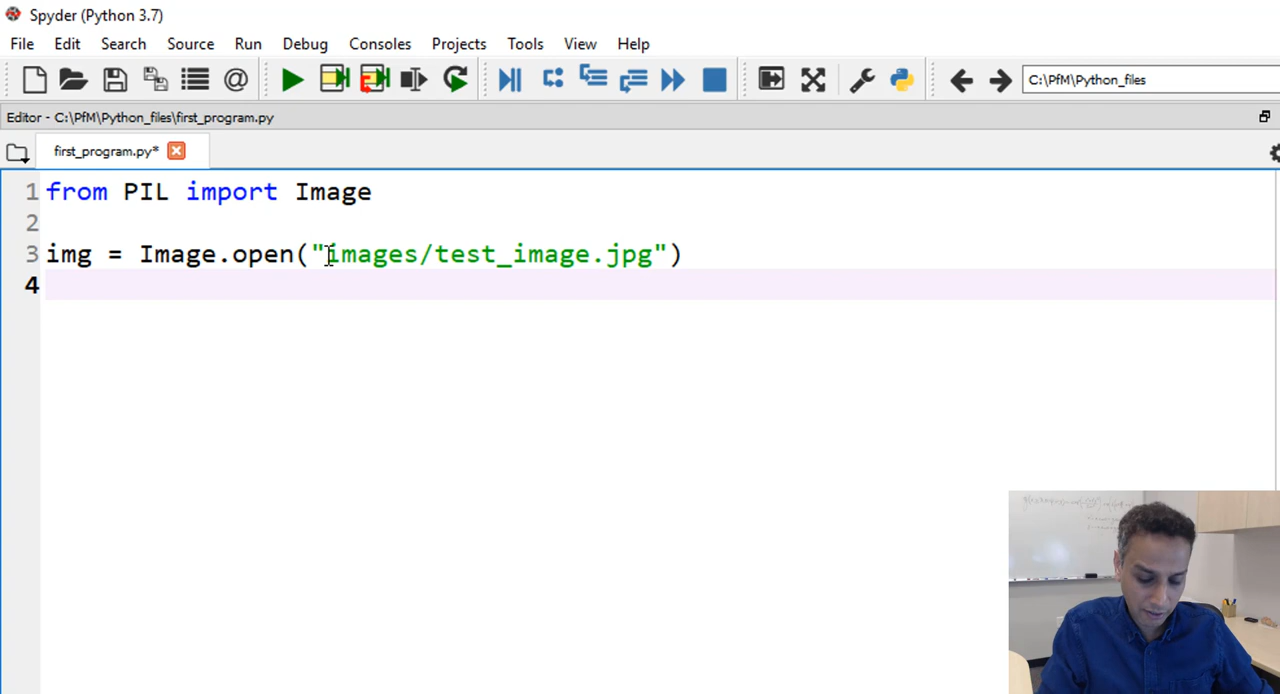 Spyder (Python 3.7)
File Edit Search Source Run Debug Consoles Projects Tools View Help
C:\PfM\Python_files
Editor - C:\PfM\Python_files\first_program.py
first_program.py*
1 from PIL import Image
2
3 img = Image.open("images/test_image.jpg")
4